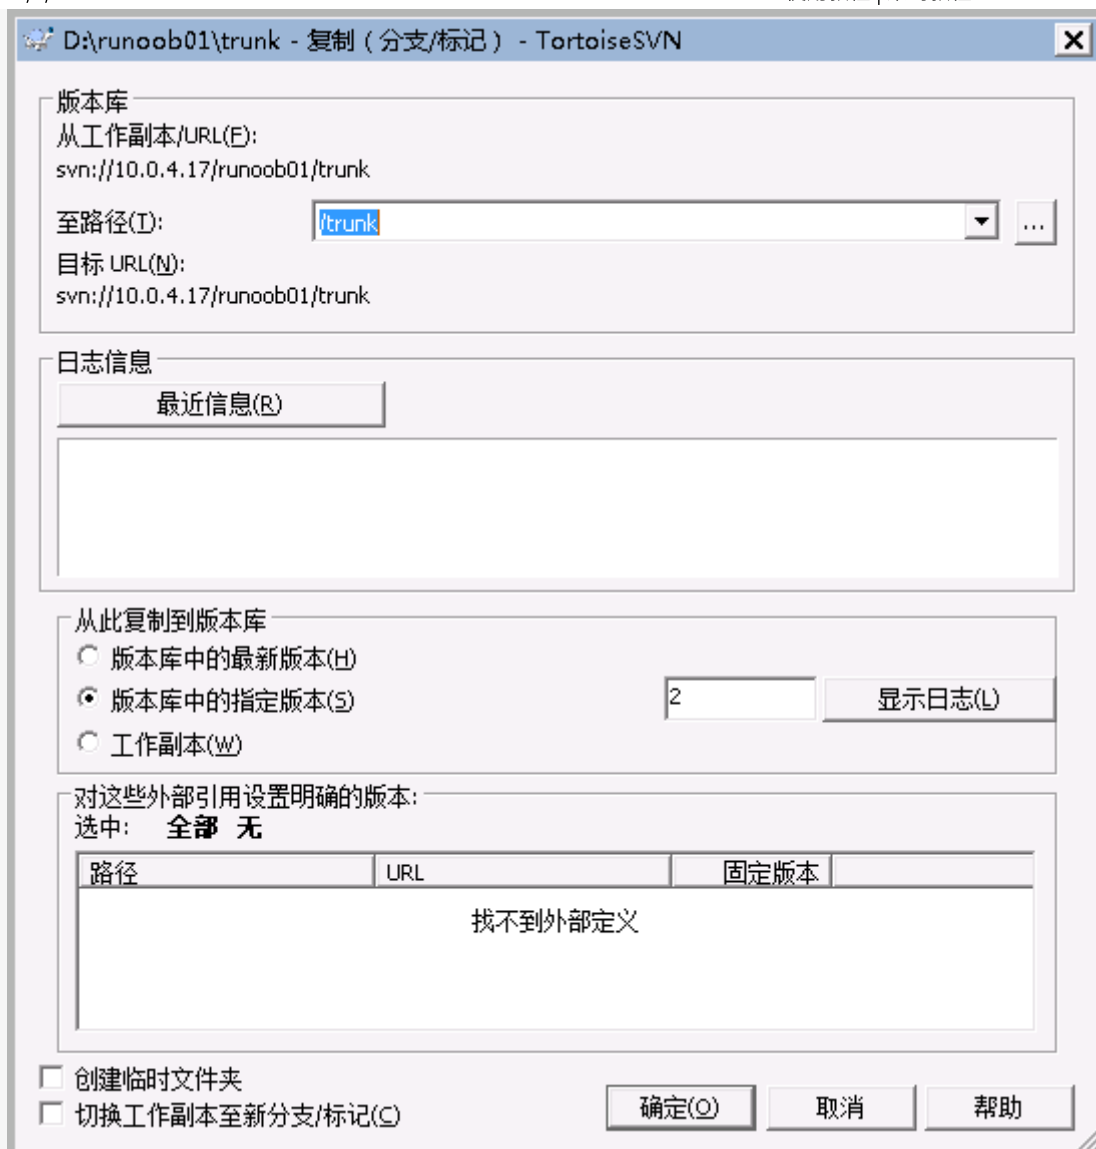 D:\runoob01\trunk - 复制（分支/标记） - TortoiseSVN
版本库
从工作副本/URL(F):
svn://10.0.4.17/runoob01/trunk
至路径(T): /trunk ...
目标 URL(N):
svn://10.0.4.17/runoob01/trunk
日志信息
最近信息(R)
从此复制到版本库
版本库中的最新版本(H)
版本库中的指定版本(S) 2 显示日志(L)
工作副本(W)
对这些外部引用设置明确的版本:
选中: 全部 无
路径 URL 固定版本
找不到外部定义
创建临时文件夹
切换工作副本至新分支/标记(C)
确定(O) 取消 帮助